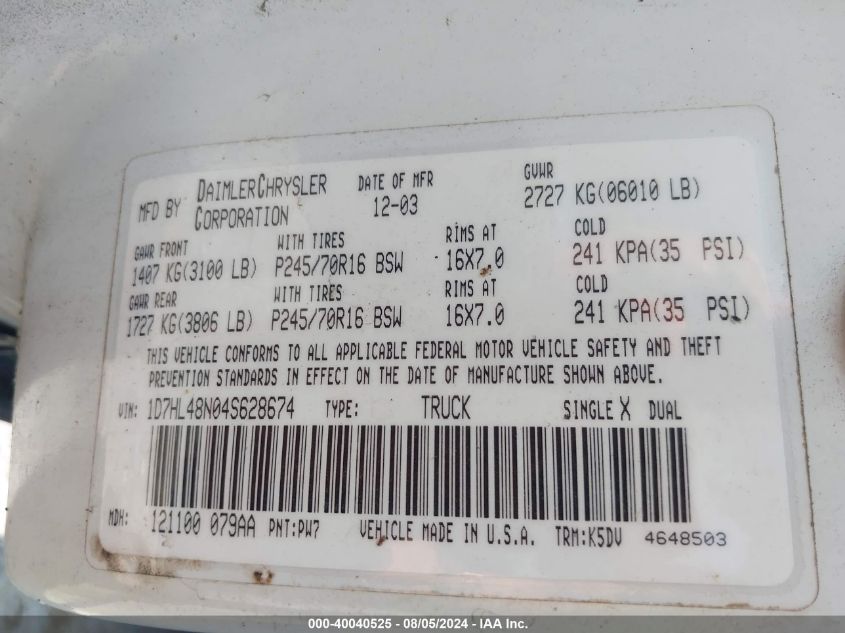 MFD BY DAIMLERCHRYSLER CORPORATION DATE OF MFR 12-03 GVWR 2727 KG(06010 LB)
GAWR FRONT WITH TIRES RIMS AT COLD
1407 KG(3100 LB) P245/70R16 BSW 16X7.0 241 KPA(35 PSI)
GAWR REAR WITH TIRES RIMS AT COLD
1727 KG(3806 LB) P245/70R16 BSW 16X7.0 241 KPA(35 PSI)
THIS VEHICLE CONFORMS TO ALL APPLICABLE FEDERAL MOTOR VEHICLE SAFETY AND THEFT
PREVENTION STANDARDS IN EFFECT ON THE DATE OF MANUFACTURE SHOWN ABOVE.
VIN: 1D7HL48N04S628674 TYPE: TRUCK SINGLE X DUAL
MDH: 121100 079AA PNT:PW7 VEHICLE MADE IN U.S.A. TRM:K5DV 4648503
000-40040525 - 08/05/2024 - IAA Inc.